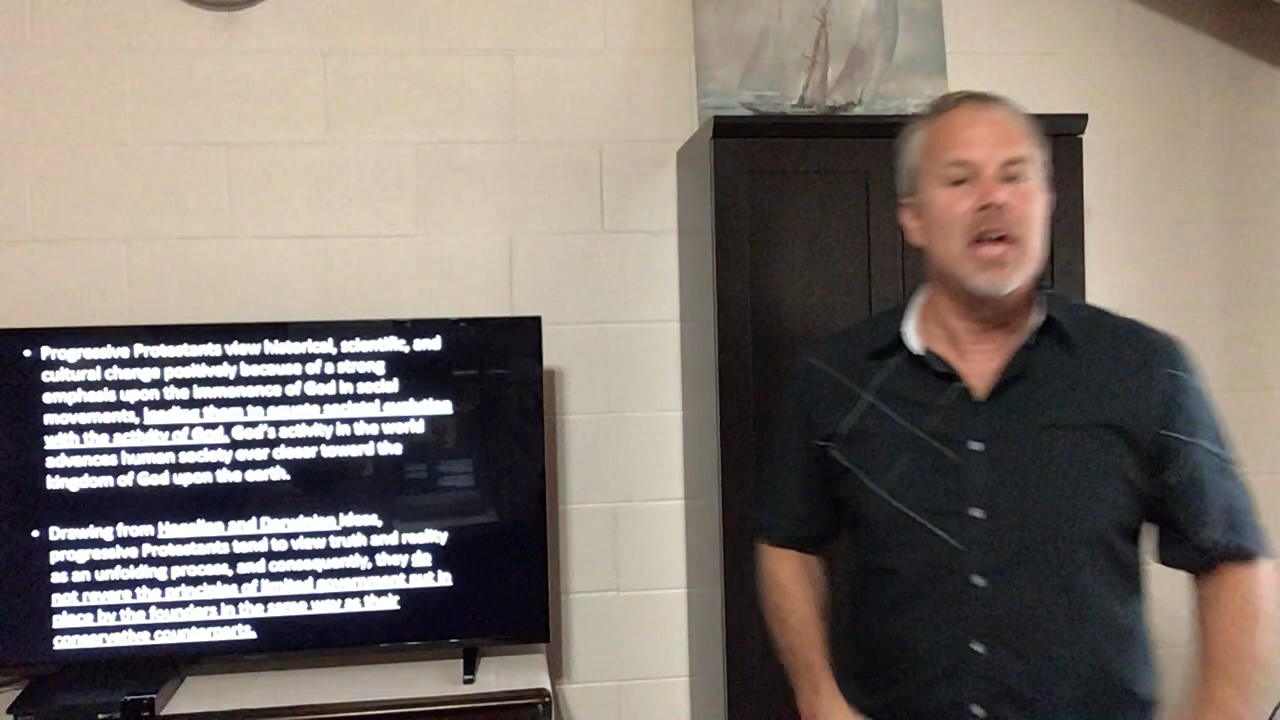 • Progressive Protestants view historical, scientific, and
cultural change positively because of a strong
emphasis upon the immanence of God in social
movements, leading them to equate societal evolution
with the activity of God. God's activity in the world
advances human society ever closer toward the
kingdom of God upon the earth.
• Drawing from Hegelian and Darwinian ideas,
progressive Protestants tend to view truth and reality
as an unfolding process, and consequently, they do
not revere the principles of limited government put in
place by the founders in the same way as their
conservative counterparts.